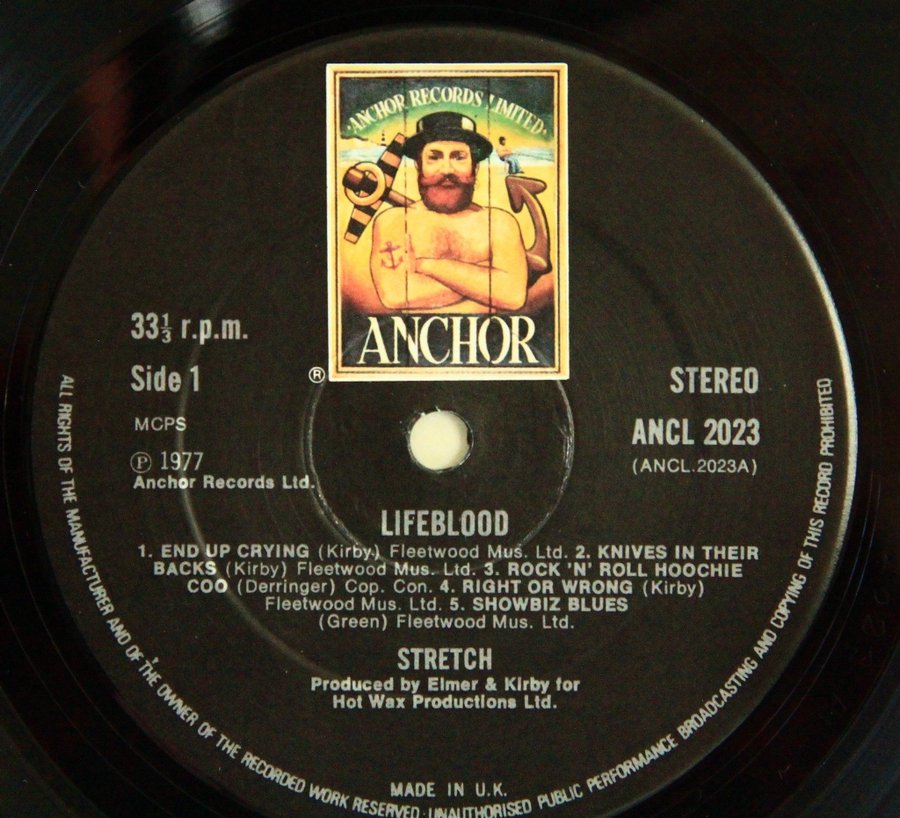 "ANCHOR RECORDS LIMITED"
ANCHOR
®
33⅓ r.p.m.
Side 1
MCPS
℗ 1977
Anchor Records Ltd.
STEREO
ANCL 2023
(ANCL.2023A)
LIFEBLOOD
1. END UP CRYING (Kirby) Fleetwood Mus. Ltd. 2. KNIVES IN THEIR
BACKS (Kirby) Fleetwood Mus. Ltd. 3. ROCK 'N' ROLL HOOCHIE
COO (Derringer) Cop. Con. 4. RIGHT OR WRONG (Kirby)
Fleetwood Mus. Ltd. 5. SHOWBIZ BLUES
(Green) Fleetwood Mus. Ltd.
STRETCH
Produced by Elmer & Kirby for
Hot Wax Productions Ltd.
MADE IN U.K.
ALL RIGHTS OF THE MANUFACTURER AND OF THE OWNER OF THE RECORDED WORK RESERVED · UNAUTHORISED PUBLIC PERFORMANCE BROADCASTING AND COPYING OF THIS RECORD PROHIBITED